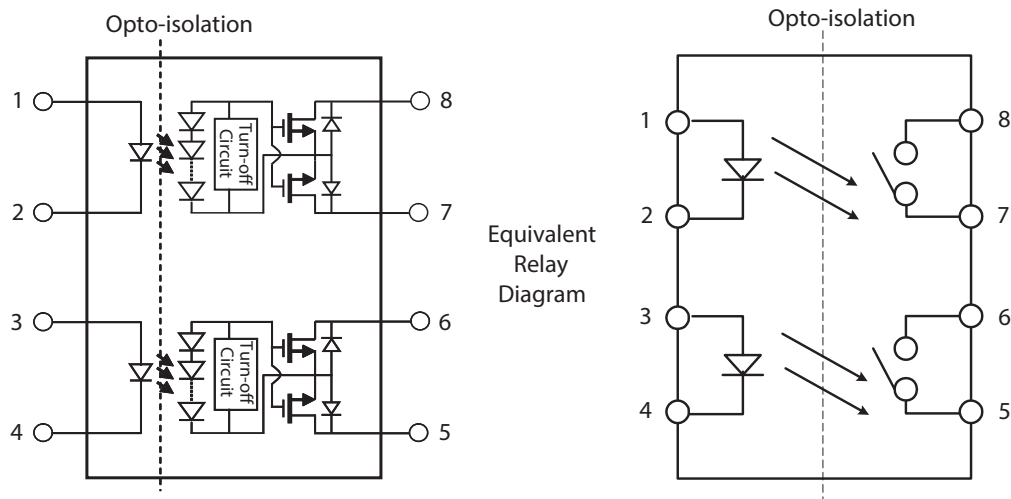 Opto-isolation
1
2
3
4
Turn-off
Circuit
Turn-off
Circuit
8
7
6
5
Equivalent
Relay
Diagram
Opto-isolation
1
2
3
4
8
7
6
5